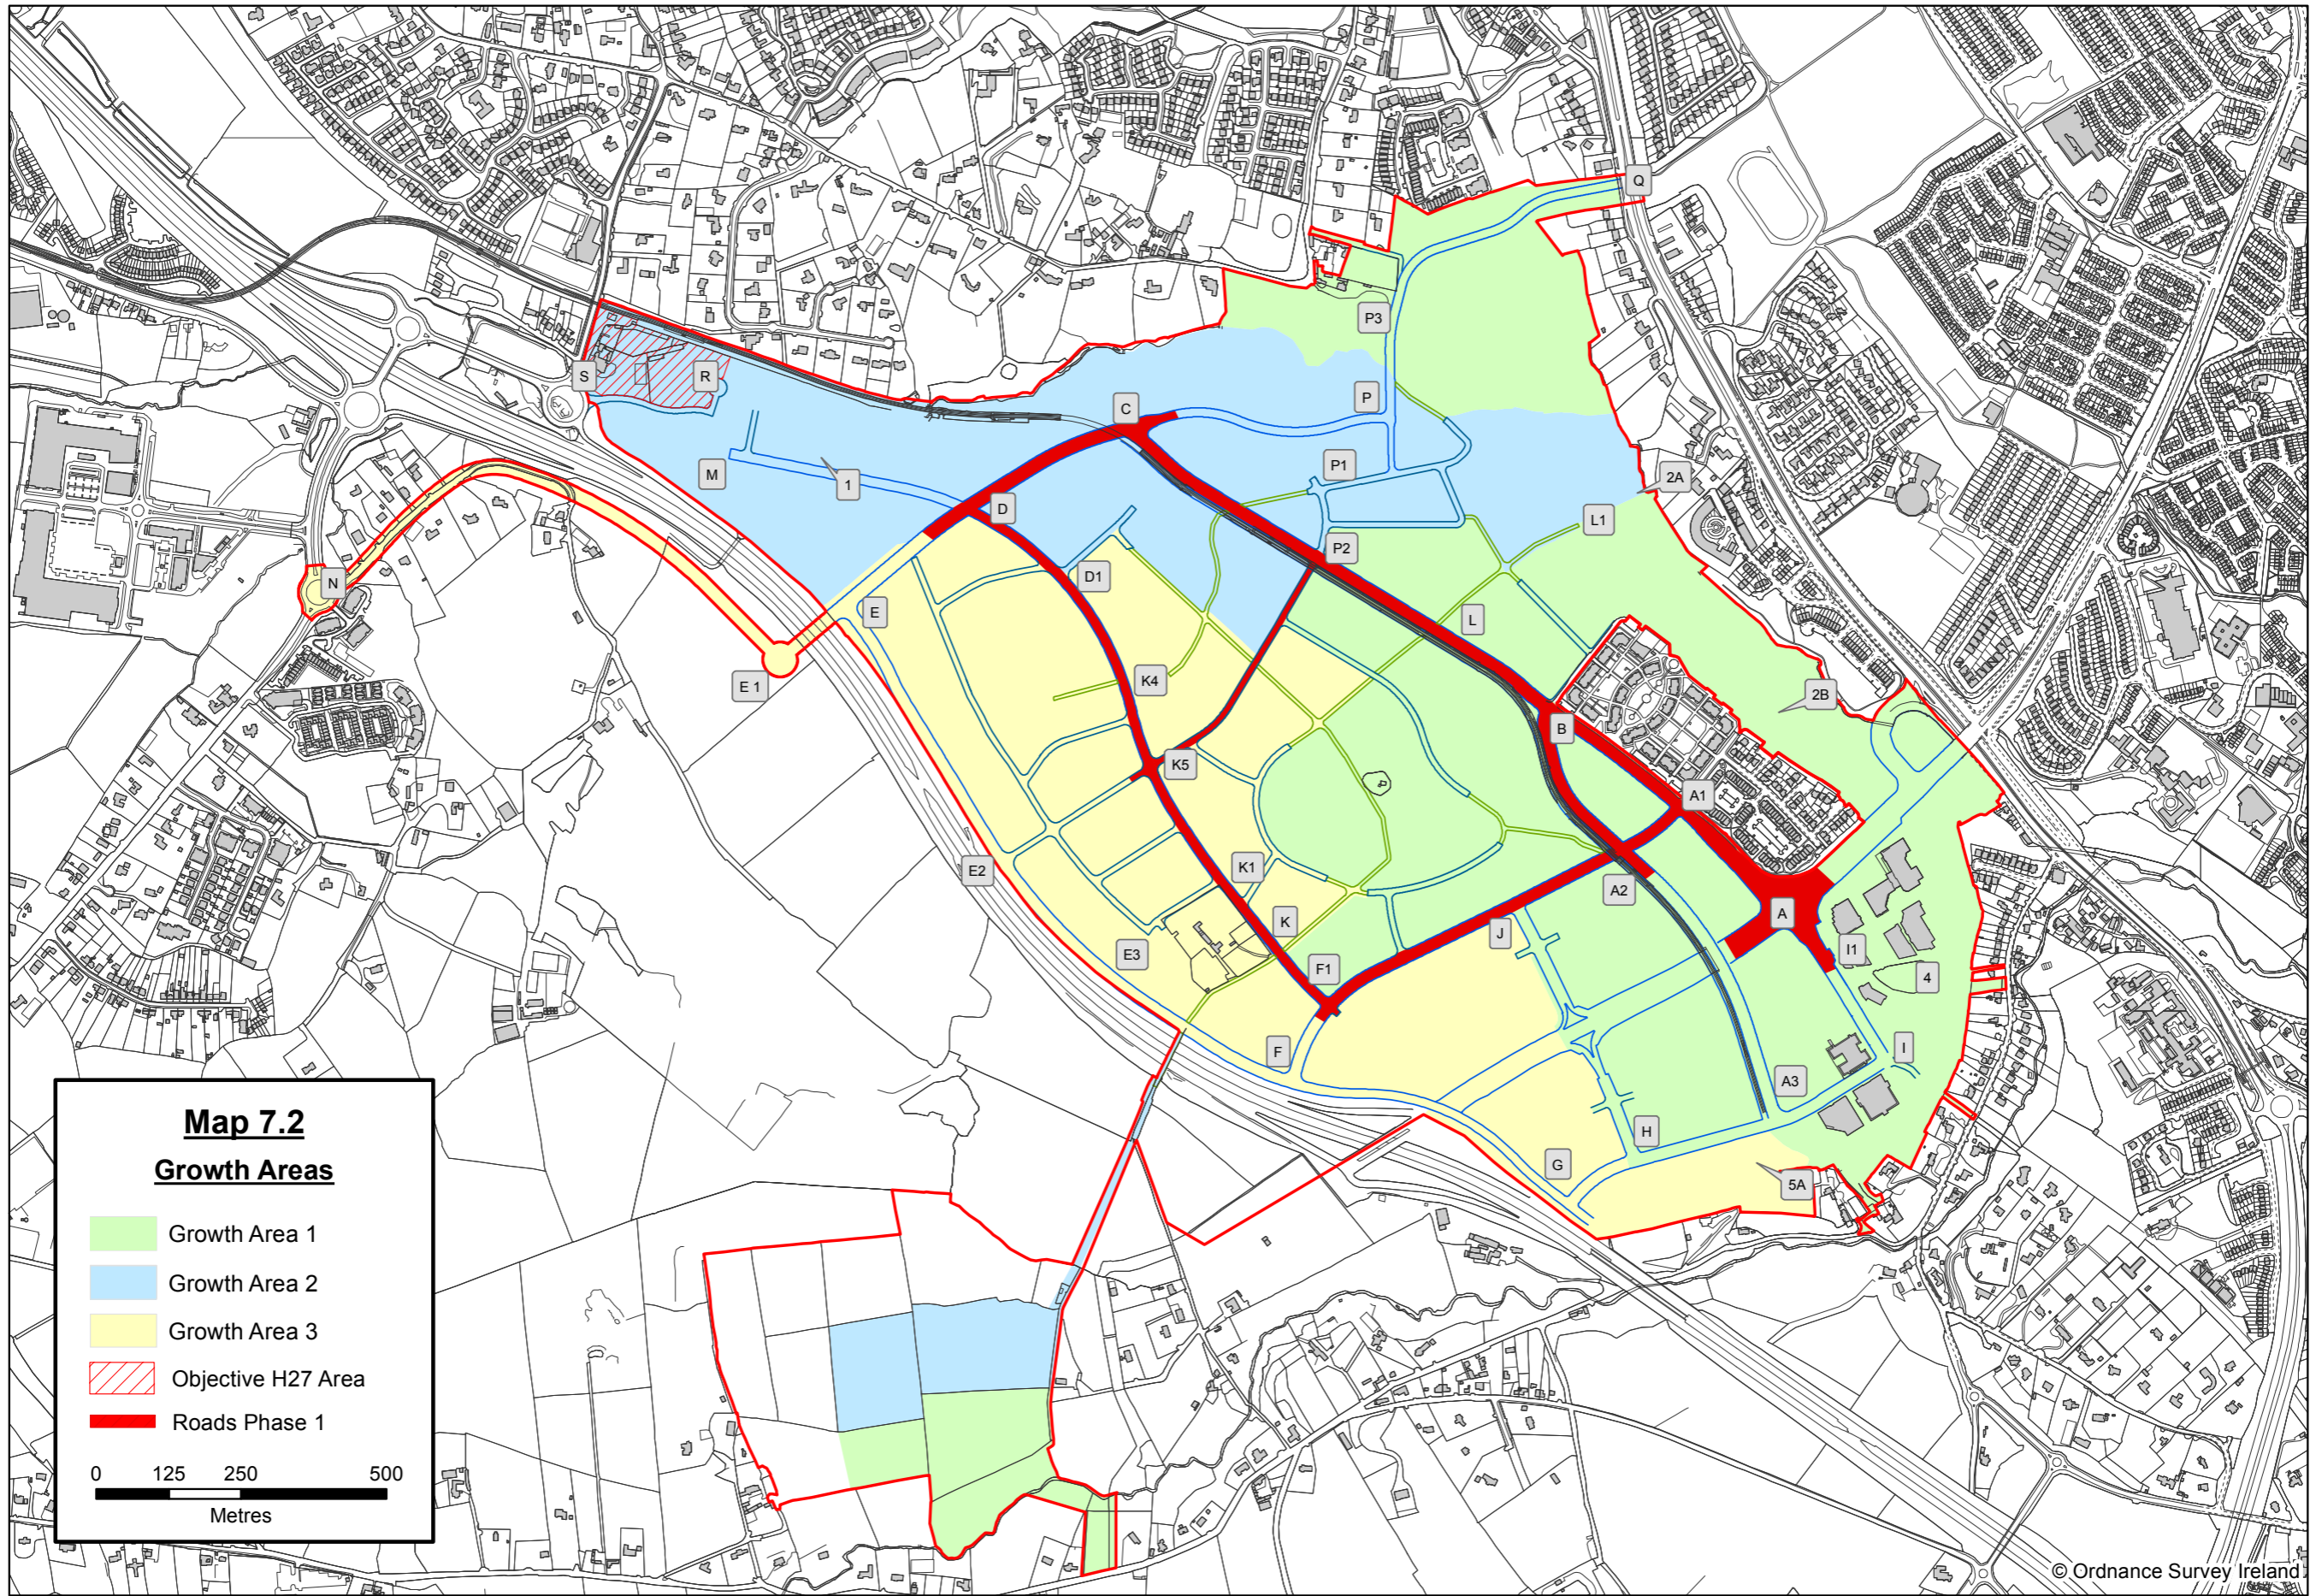 Q
P3
S
R
C
P
M
1
P1
2A
D
L1
P2
N
D1
E
L
K4
E 1
2B
B
K5
A1
E2
K1
A2
A
K
J
E3
F1
I1
4
F
I
A3
H
G
5A
Map 7.2
Growth Areas
Growth Area 1
Growth Area 2
Growth Area 3
Objective H27 Area
Roads Phase 1
0 125 250 500
Metres
© Ordnance Survey Ireland